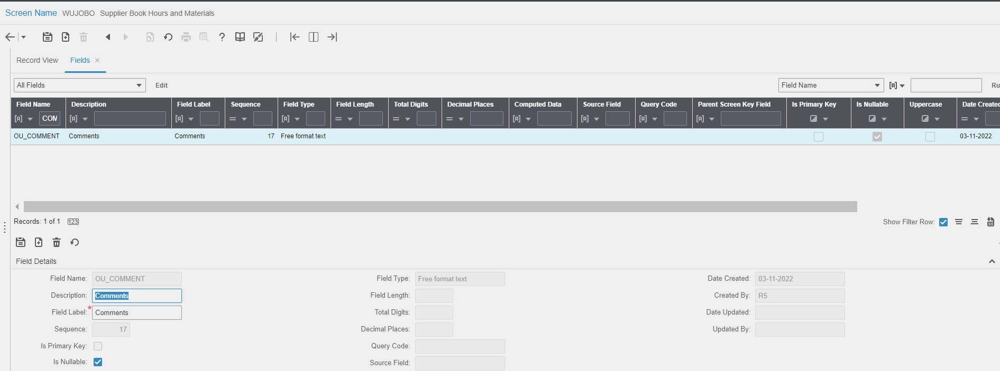 Screen Name WUJOBO Supplier Book Hours and Materials
Record View Fields ×
All Fields Edit Field Name [A] Ru
Field Name Description Field Label Sequence Field Type Field Length Total Digits Decimal Places Computed Data Source Field Query Code Parent Screen Key Field Is Primary Key Is Nullable Uppercase Date Created
[A] COM [A] [A] = [A] = = = [A] [A] [A] [A] =
OU_COMMENT Comments Comments 17 Free format text 03-11-2022
Records: 1 of 1 123 Show Filter Row:
Field Details
Field Name: OU_COMMENT Field Type: Free format text Date Created: 03-11-2022
Description: Comments Field Length: Created By: R5
Field Label: * Comments Total Digits: Date Updated:
Sequence: 17 Decimal Places: Updated By:
Is Primary Key: Query Code:
Is Nullable: Source Field: